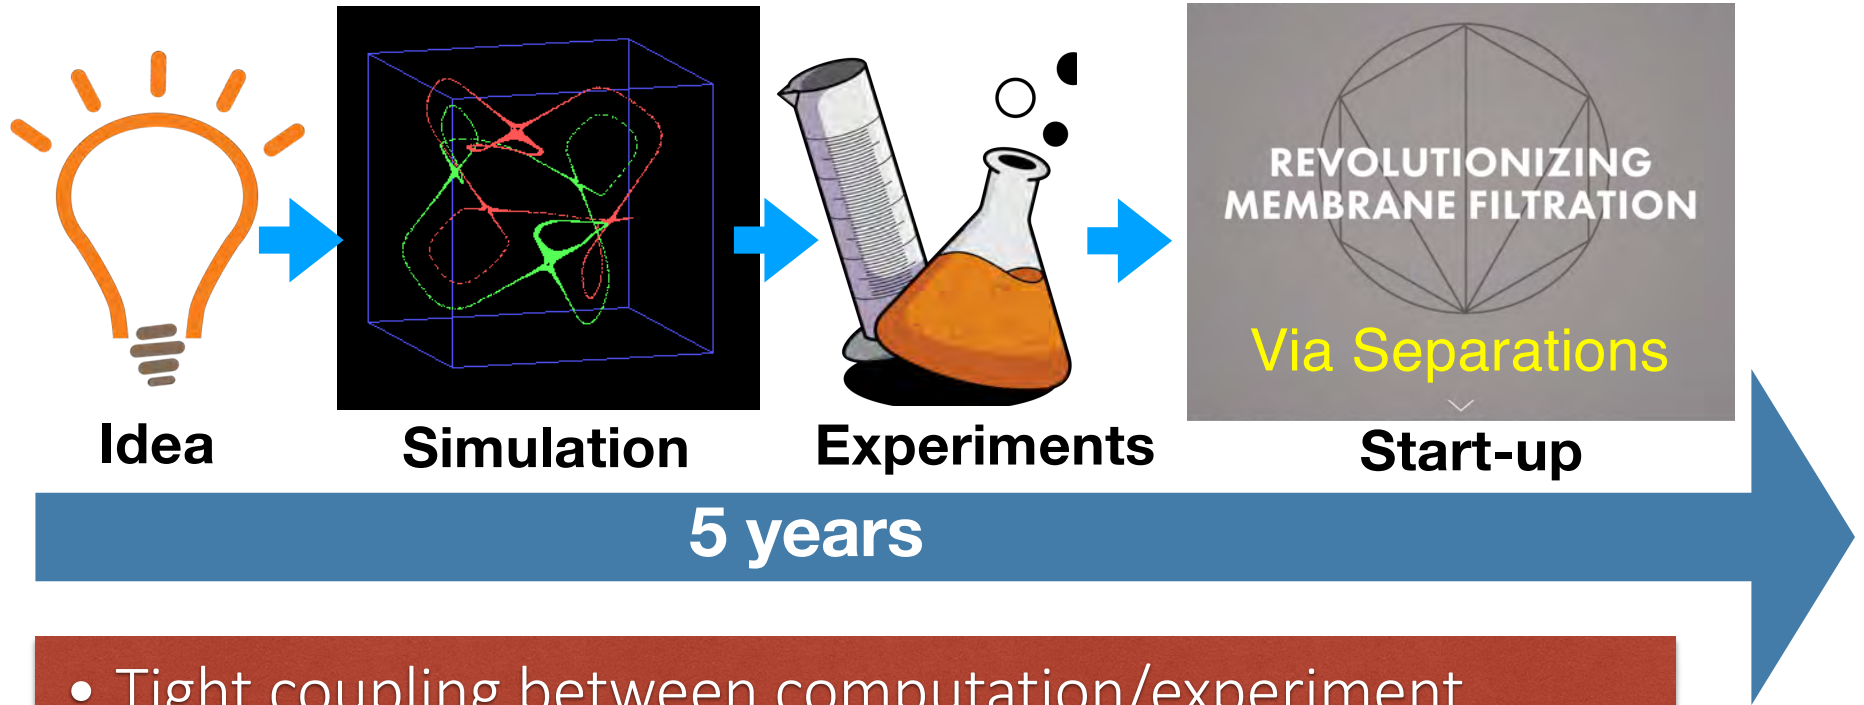 REVOLUTIONIZING
MEMBRANE FILTRATION
Via Separations
Idea
Simulation
Experiments
Start-up
5 years
• Tight coupling between computation/experiment